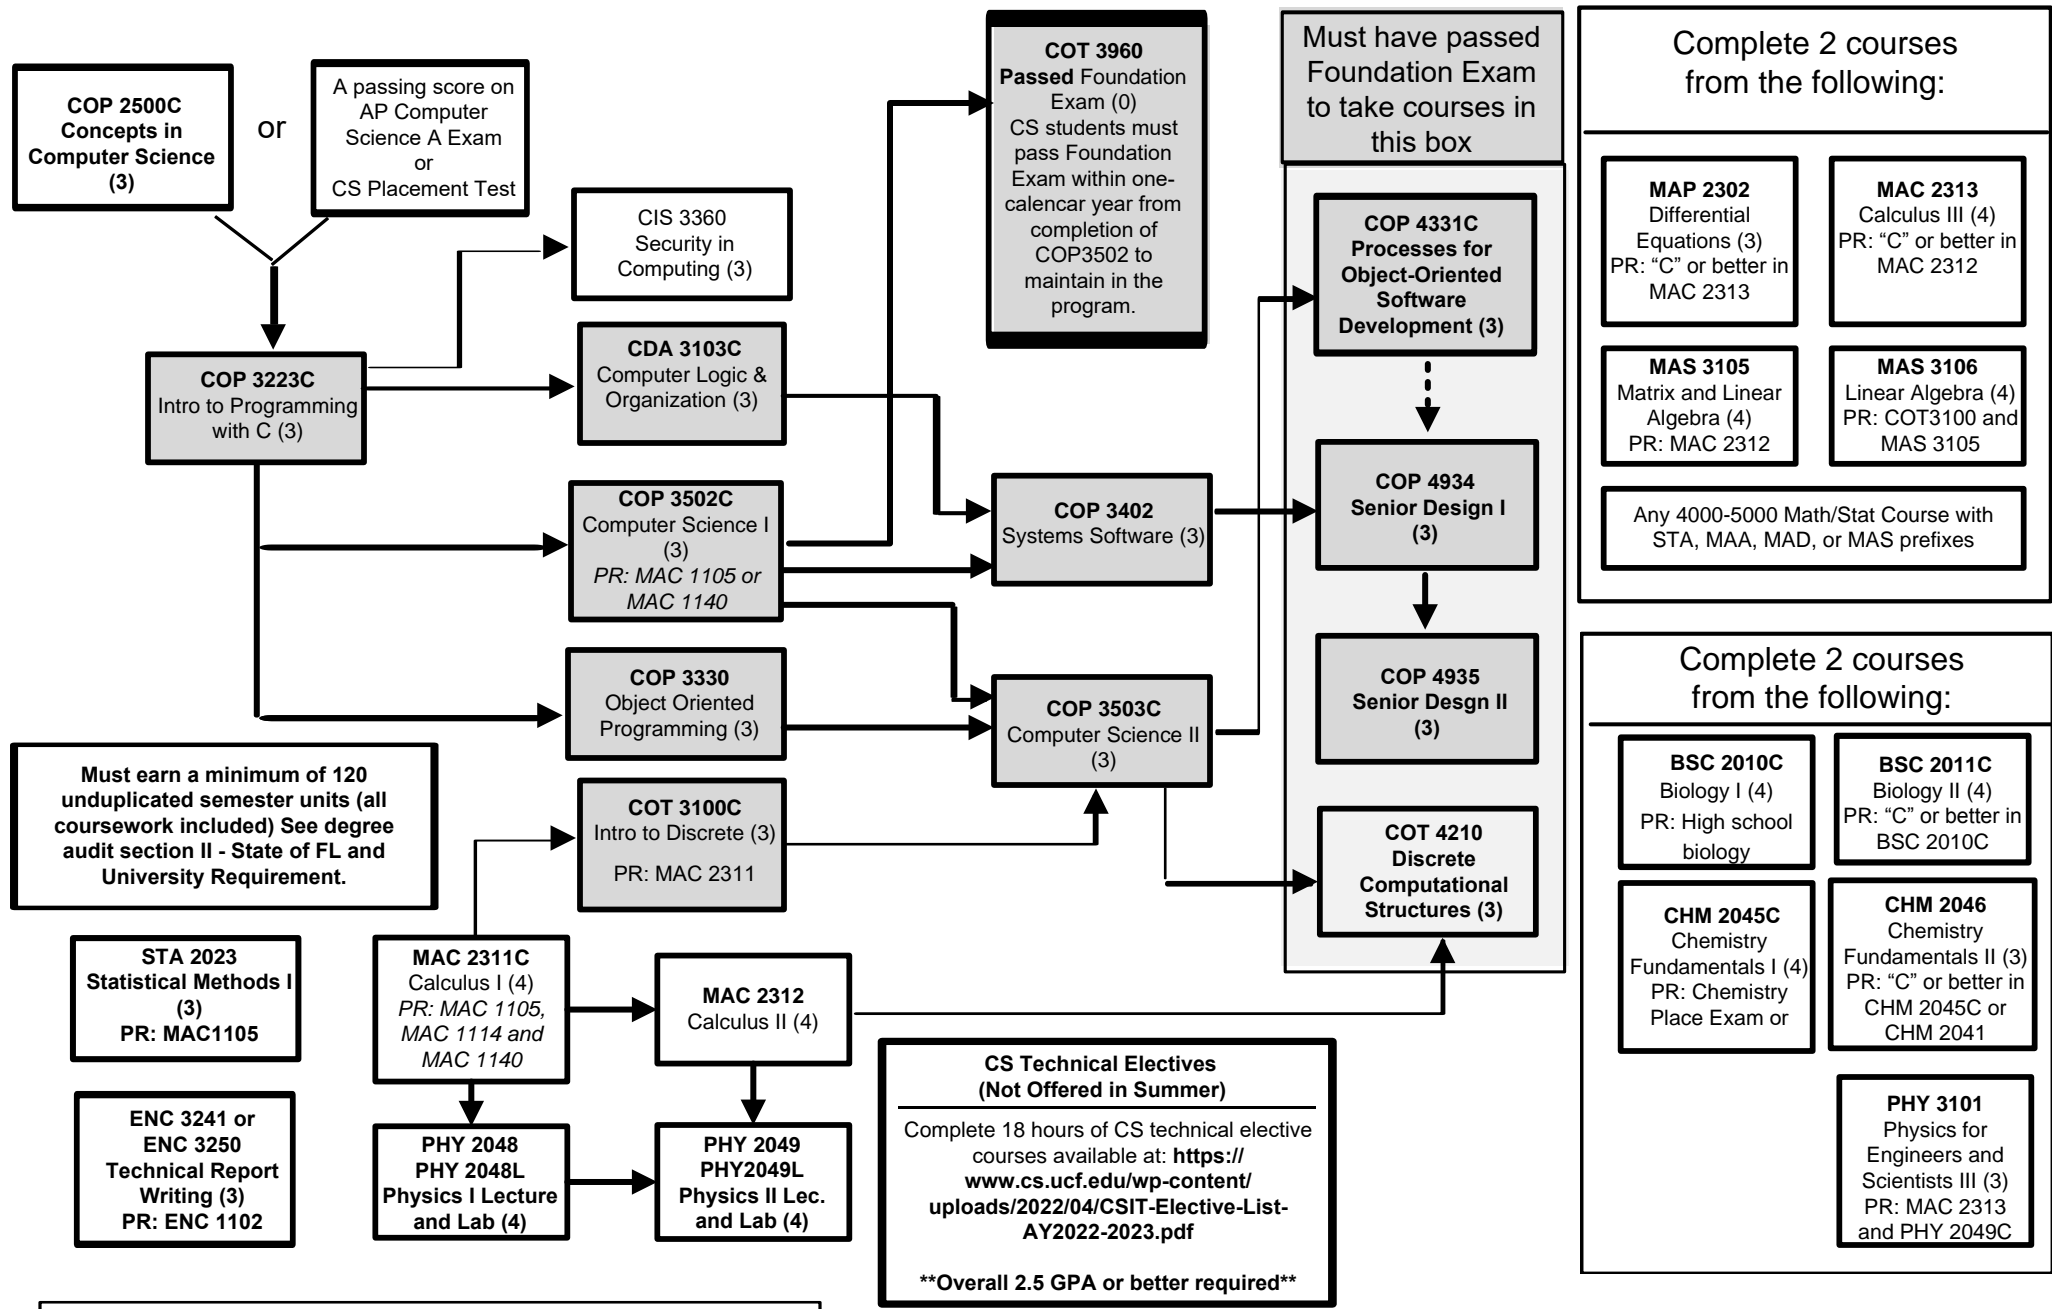 COP 2500C
Concepts in
Computer Science
(3)
or
A passing score on
AP Computer
Science A Exam
or
CS Placement Test
COP 3223C
Intro to Programming
with C (3)
CIS 3360
Security in
Computing (3)
CDA 3103C
Computer Logic &
Organization (3)
COP 3502C
Computer Science I
(3)
PR: MAC 1105 or
MAC 1140
COP 3330
Object Oriented
Programming (3)
COT 3100C
Intro to Discrete (3)
PR: MAC 2311
COT 3960
Passed Foundation
Exam (0)
CS students must
pass Foundation
Exam within one-
calencar year from
completion of
COP3502 to
maintain in the
program.
COP 3402
Systems Software (3)
COP 3503C
Computer Science II
(3)
Must have passed
Foundation Exam
to take courses in
this box
COP 4331C
Processes for
Object-Oriented
Software
Development (3)
COP 4934
Senior Design I
(3)
COP 4935
Senior Desgn II
(3)
COT 4210
Discrete
Computational
Structures (3)
Must earn a minimum of 120
unduplicated semester units (all
coursework included) See degree
audit section II - State of FL and
University Requirement.
STA 2023
Statistical Methods I
(3)
PR: MAC1105
ENC 3241 or
ENC 3250
Technical Report
Writing (3)
PR: ENC 1102
MAC 2311C
Calculus I (4)
PR: MAC 1105,
MAC 1114 and
MAC 1140
MAC 2312
Calculus II (4)
PHY 2048
PHY 2048L
Physics I Lecture
and Lab (4)
PHY 2049
PHY2049L
Physics II Lec.
and Lab (4)
CS Technical Electives
(Not Offered in Summer)
Complete 18 hours of CS technical elective
courses available at: https://
www.cs.ucf.edu/wp-content/
uploads/2022/04/CSIT-Elective-List-
AY2022-2023.pdf
**Overall 2.5 GPA or better required**
Complete 2 courses
from the following:
MAP 2302
Differential
Equations (3)
PR: “C” or better in
MAC 2313
MAC 2313
Calculus III (4)
PR: “C” or better in
MAC 2312
MAS 3105
Matrix and Linear
Algebra (4)
PR: MAC 2312
MAS 3106
Linear Algebra (4)
PR: COT3100 and
MAS 3105
Any 4000-5000 Math/Stat Course with
STA, MAA, MAD, or MAS prefixes
Complete 2 courses
from the following:
BSC 2010C
Biology I (4)
PR: High school
biology
BSC 2011C
Biology II (4)
PR: “C” or better in
BSC 2010C
CHM 2045C
Chemistry
Fundamentals I (4)
PR: Chemistry
Place Exam or
CHM 2046
Chemistry
Fundamentals II (3)
PR: “C” or better in
CHM 2045C or
CHM 2041
PHY 3101
Physics for
Engineers and
Scientists III (3)
PR: MAC 2313
and PHY 2049C